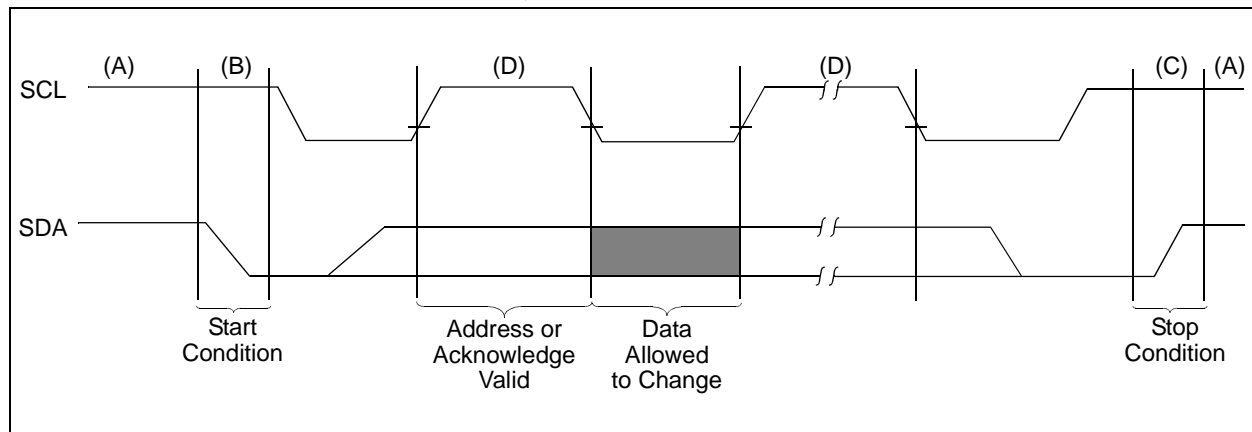 (A) (B) (D) (D) (C) (A)
SCL
SDA
Start
Condition
Address or
Acknowledge
Valid
Data
Allowed
to Change
Stop
Condition